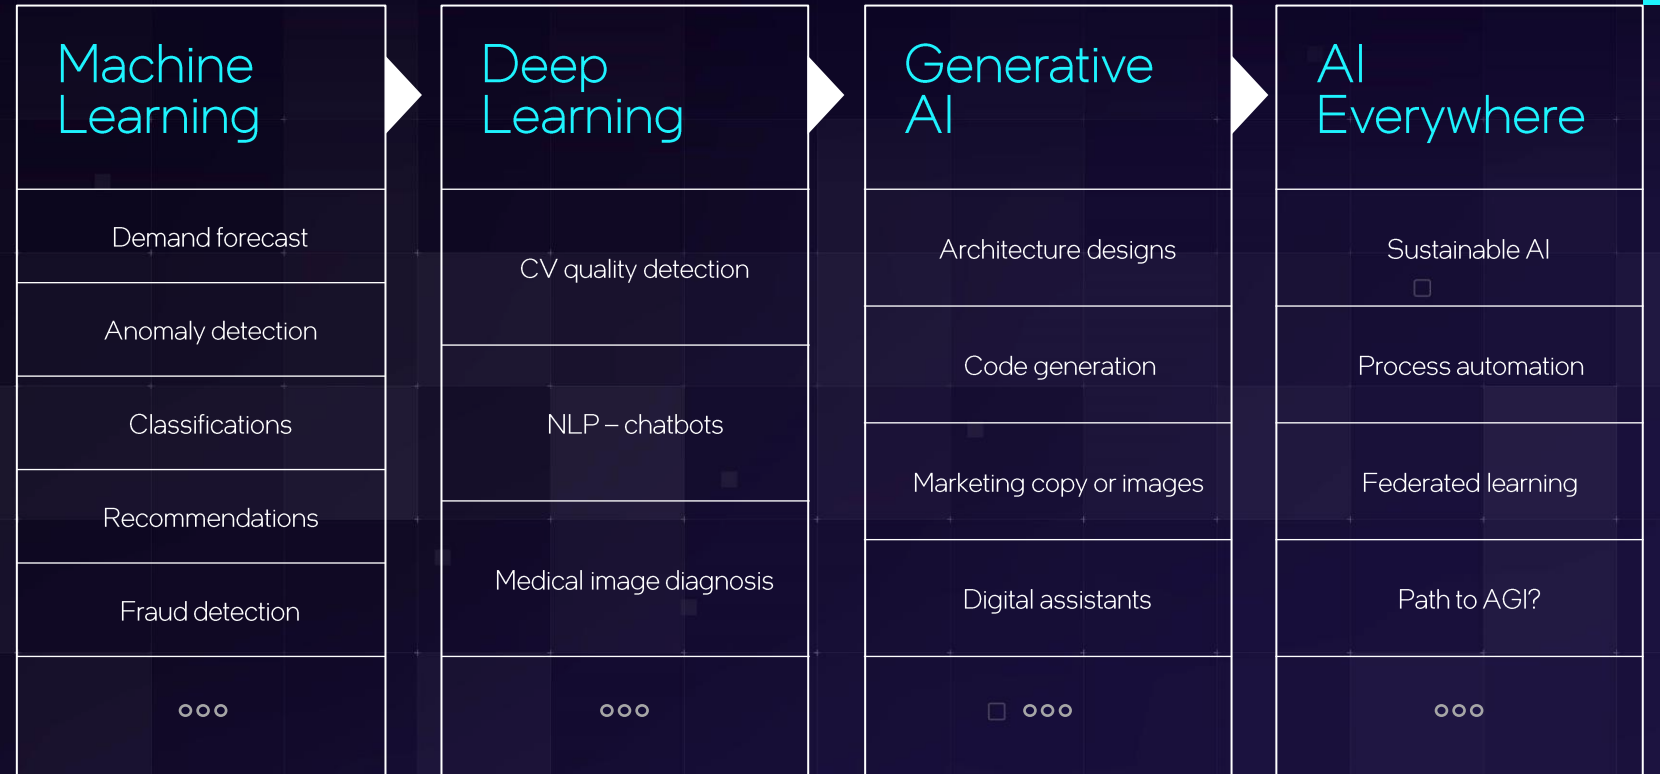 Machine
Learning
Demand forecast
Anomaly detection
Classifications
Recommendations
Fraud detection
Deep
Learning
CV quality detection
NLP – chatbots
Medical image diagnosis
Generative
AI
Architecture designs
Code generation
Marketing copy or images
Digital assistants
AI
Everywhere
Sustainable AI
Process automation
Federated learning
Path to AGI?